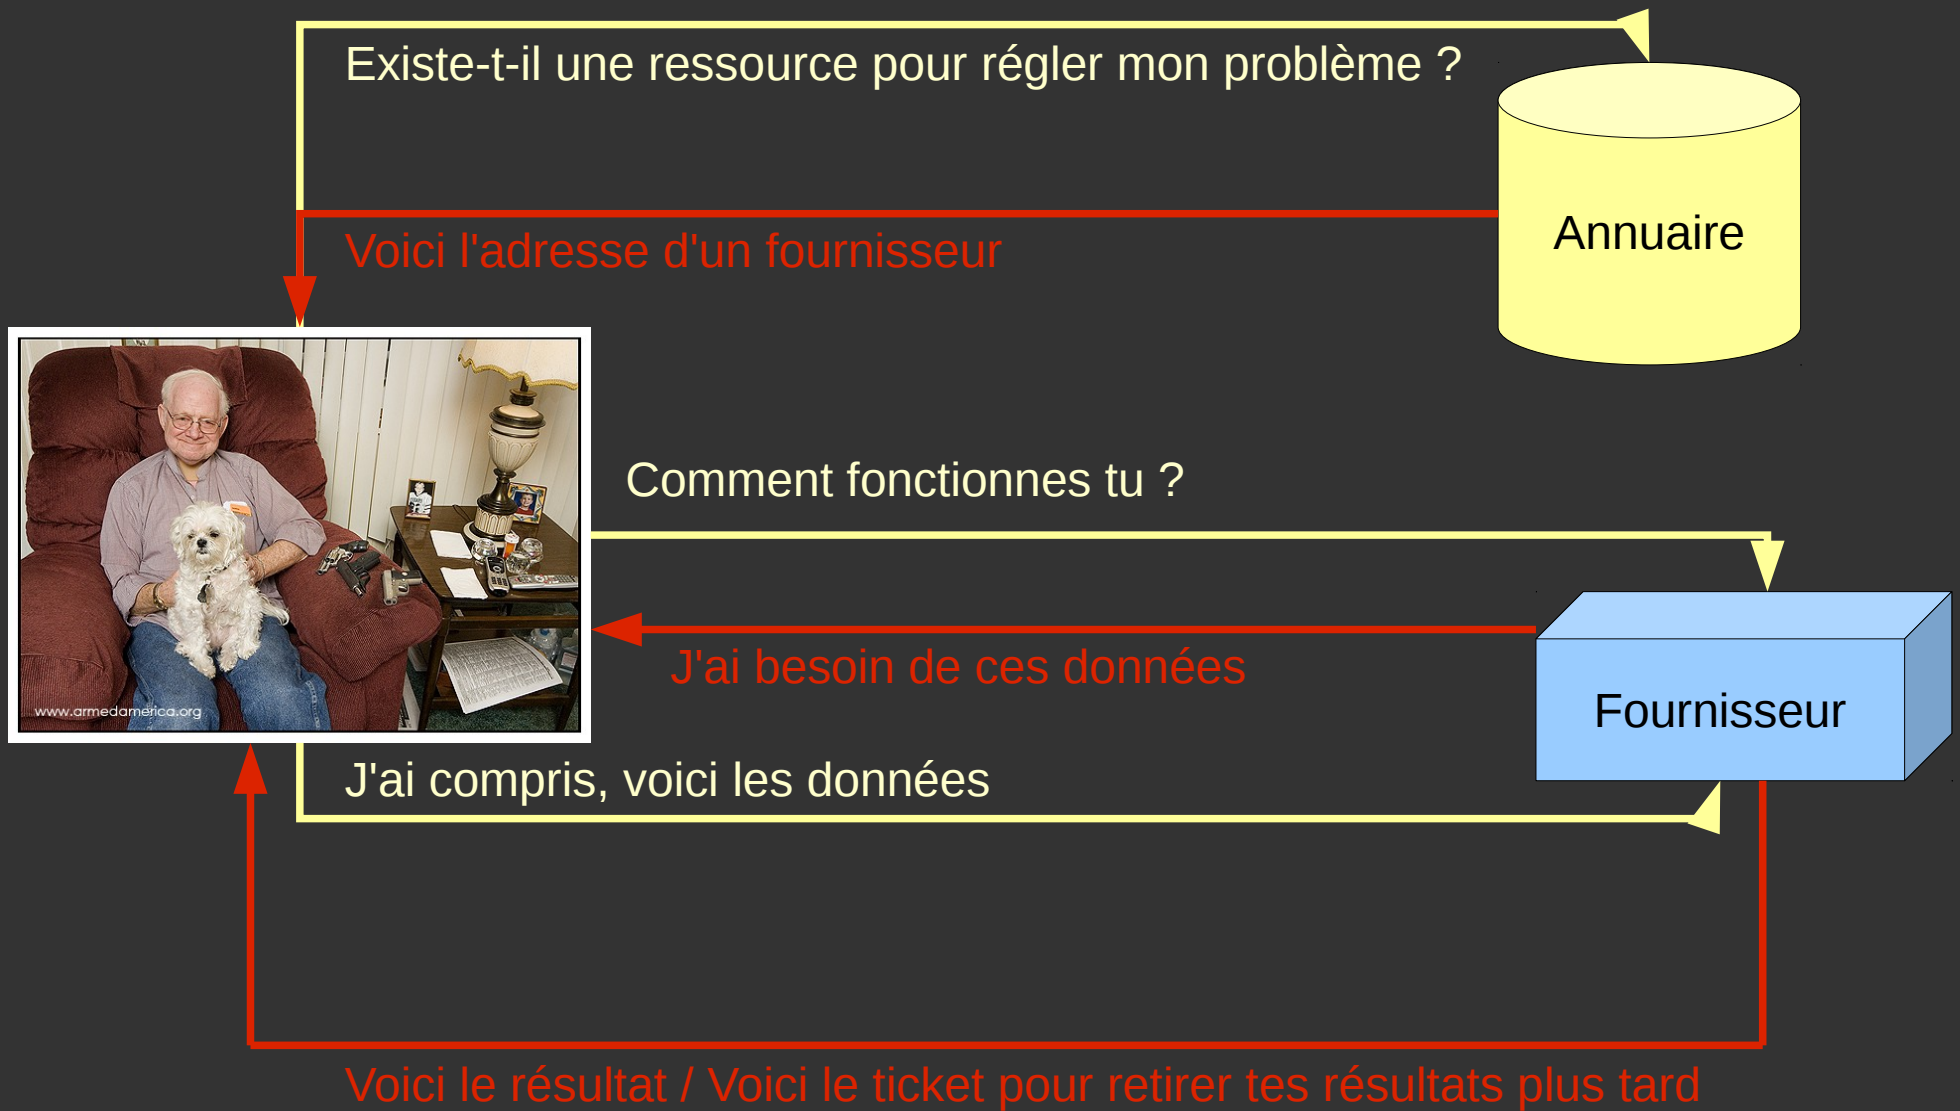 Existe-t-il une ressource pour régler mon problème ?
Annuaire
Voici l'adresse d'un fournisseur
Comment fonctionnes tu ?
J'ai besoin de ces données
Fournisseur
www.armedamerica.org
J'ai compris, voici les données
Voici le résultat / Voici le ticket pour retirer tes résultats plus tard